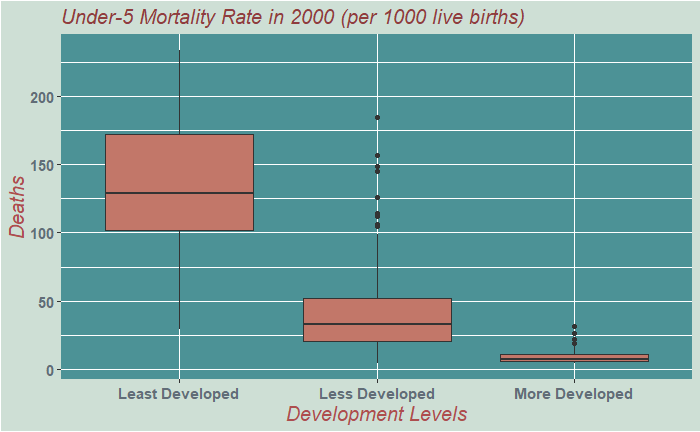 Under-5 Mortality Rate in 2000 (per 1000 live births)
Deaths
200
150
100
50
0
Least Developed
Less Developed
More Developed
Development Levels